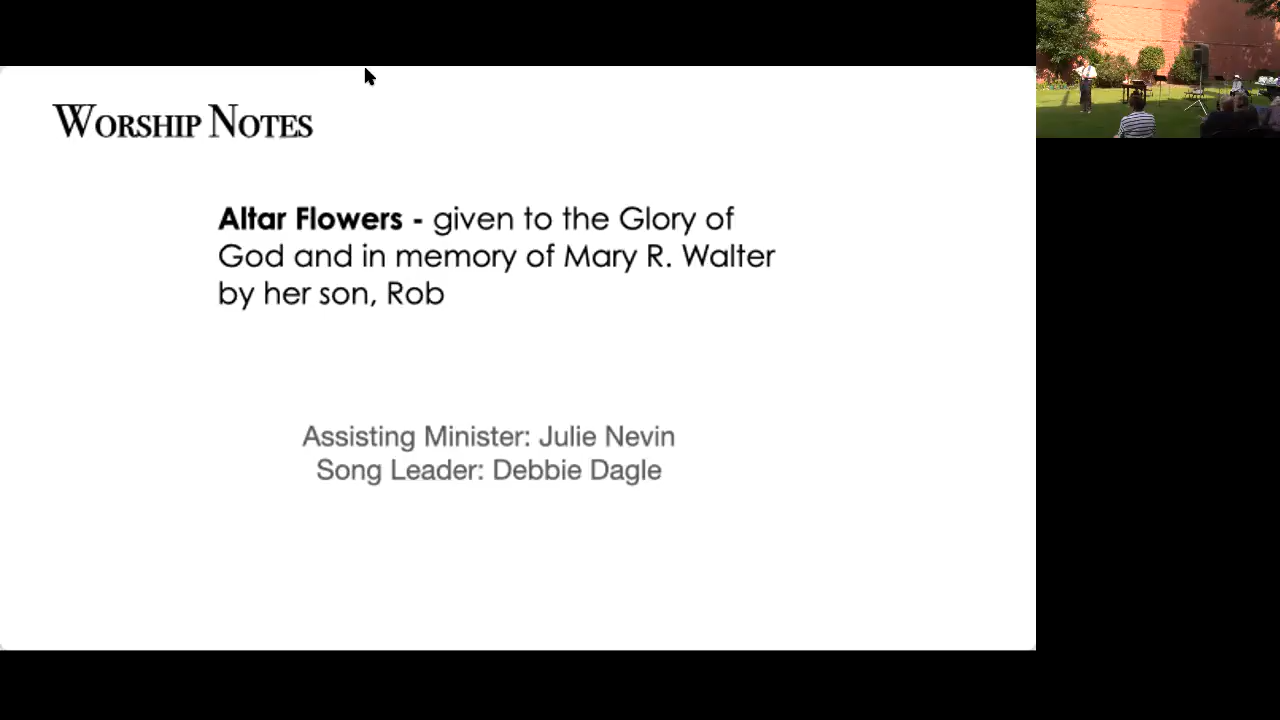 Worship Notes
Altar Flowers - given to the Glory of
God and in memory of Mary R. Walter
by her son, Rob
Assisting Minister: Julie Nevin
Song Leader: Debbie Dagle